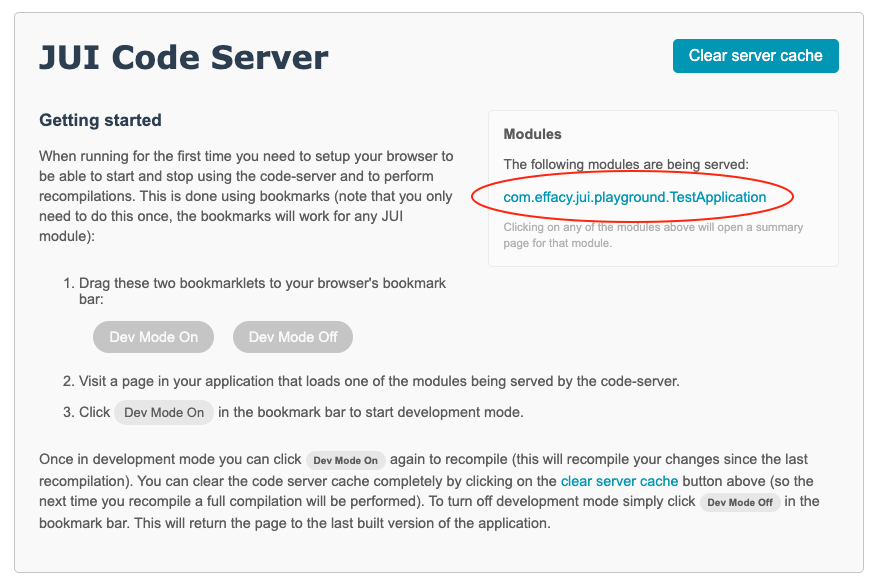 JUI Code Server
Clear server cache
Getting started
When running for the first time you need to setup your browser to
be able to start and stop using the code-server and to perform
recompilations. This is done using bookmarks (note that you only
need to do this once, the bookmarks will work for any JUI
module):
Modules
The following modules are being served:
com.effacy.jui.playground.TestApplication
Clicking on any of the modules above will open a summary
page for that module.
1. Drag these two bookmarklets to your browser's bookmark
bar:
Dev Mode On Dev Mode Off
2. Visit a page in your application that loads one of the modules being served by the code-server.
3. Click Dev Mode On in the bookmark bar to start development mode.
Once in development mode you can click Dev Mode On again to recompile (this will recompile your changes since the last
recompilation). You can clear the code server cache completely by clicking on the clear server cache button above (so the
next time you recompile a full compilation will be performed). To turn off development mode simply click Dev Mode Off in the
bookmark bar. This will return the page to the last built version of the application.